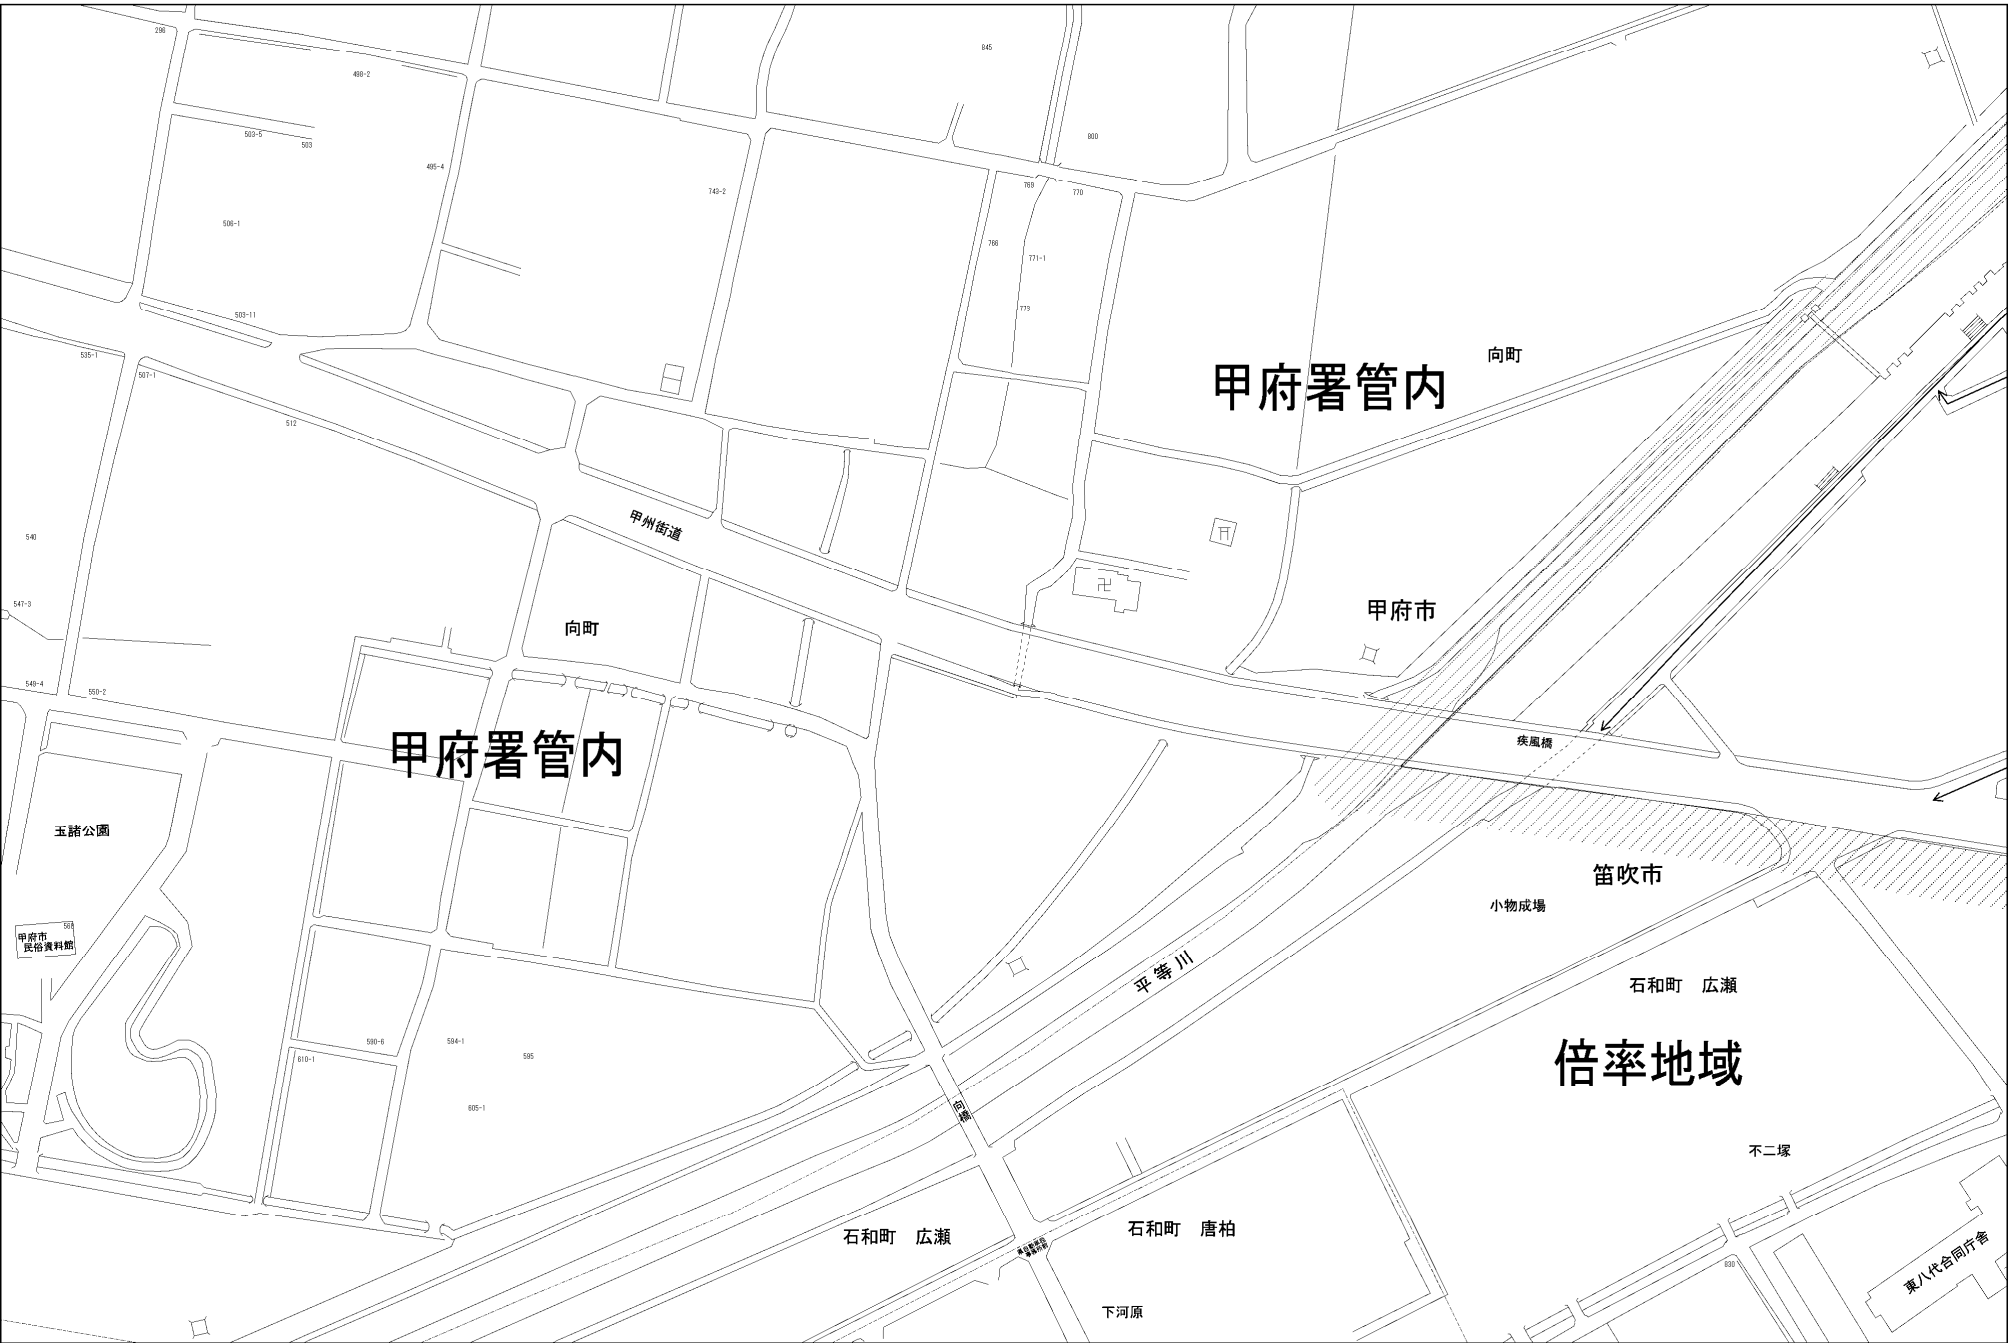 296
845
498-2
503-5
503
800
495-4
743-2
769
770
506-1
766
771-1
773
503-11
向町
535-1
507-1
甲府署管内
512
甲州街道
540
547-3
甲府市
向町
549-4
550-2
疾風橋
甲府署管内
玉諸公園
笛吹市
小物成場
568
甲府市
民俗資料館
平等川
石和町 広瀬
590-6
594-1
595
610-1
倍率地域
605-1
向橋
不二塚
石和町 広瀬
石和町 唐柏
830
東八代合同庁舎
下河原